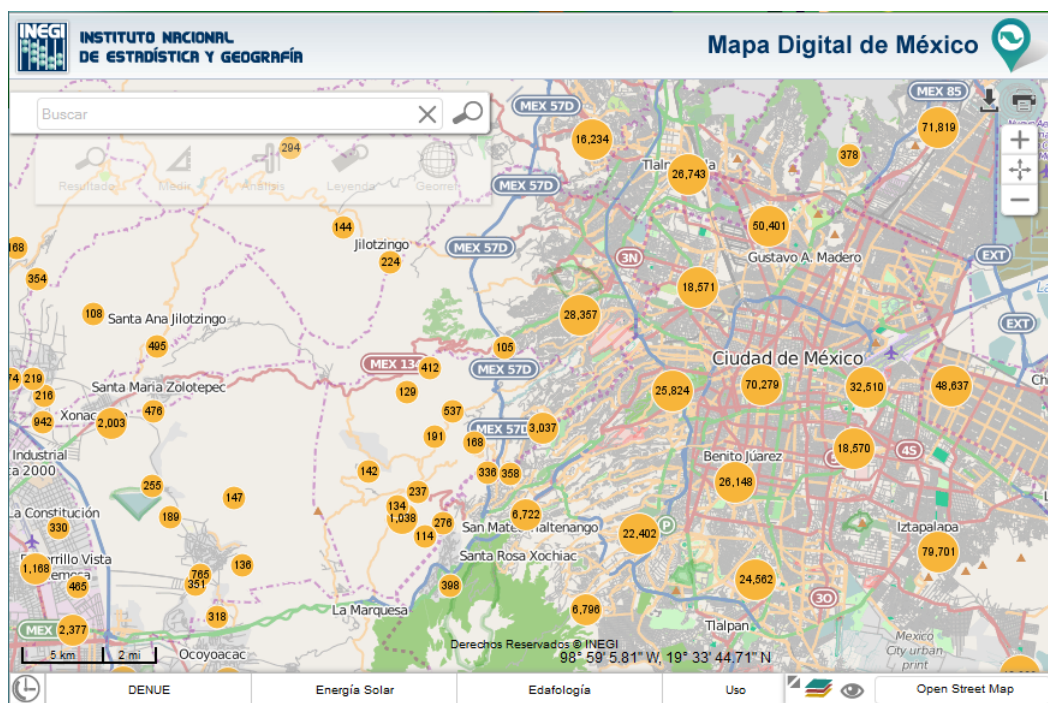 INEGI
INSTITUTO NACIONAL
DE ESTADÍSTICA Y GEOGRAFÍA
Mapa Digital de México
Buscar
Resultado
Medir
Análisis
Leyenda
Georref
294
MEX 57D
16,234
MEX 85
71,819
378
Tlalnepantla
26,743
MEX 57D
144
Jilotzingo
224
MEX 57D
50,401
Gustavo A. Madero
3N
EXT
168
354
108
Santa Ana Jilotzingo
18,571
28,357
EXT
495
105
MEX 134
412
MEX 57D
Ciudad de México
219
216
Santa Maria Zolotepec
129
25,824
70,279
32,510
48,637
942
2,003
476
537
MEX 57D
3,037
191
168
18,570
4S
Industrial
2000
142
336
358
Benito Juárez
26,148
255
147
237
La Constitución
189
134
1,038
276
114
San Mateo Tlaltenango
6,722
22,402
P
Iztapalapa
79,701
330
Vista
1,168
465
765
351
136
Santa Rosa Xochiac
398
24,562
3O
318
La Marquesa
6,796
Tlalpan
MEX
2,377
Ocoyoacac
5 km
2 mi
Derechos Reservados © INEGI
98° 59' 5.81" W, 19° 33' 44.71" N
Mexico
City urban
print
DENUE
Energía Solar
Edafología
Uso
Open Street Map